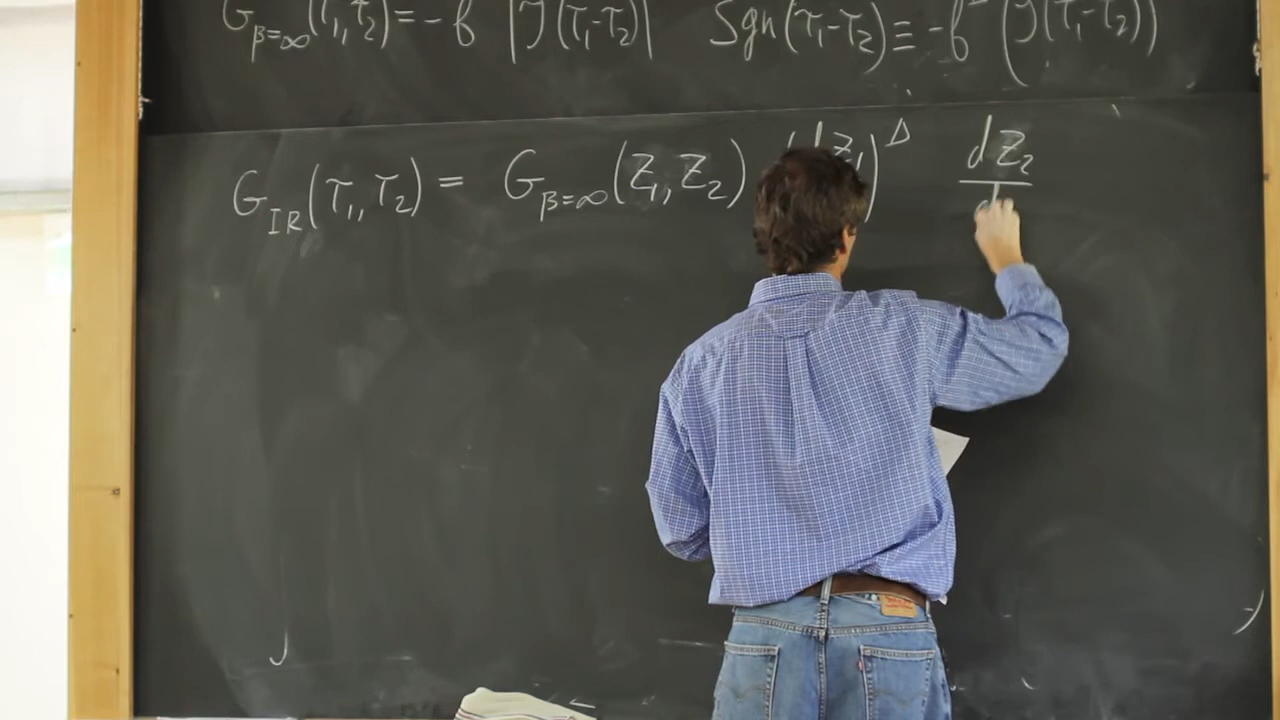 G_{β=∞}(τ₁,τ₂) = -b |J(τ₁-τ₂)| Sgn(τ₁-τ₂) ≡ -b (J(τ₁-τ₂))
G_{IR}(τ₁,τ₂) = G_{β=∞}(Z₁,Z₂) (dZ₁)^Δ dZ₂